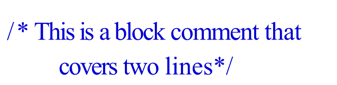 /* This is a block comment that
covers two lines*/